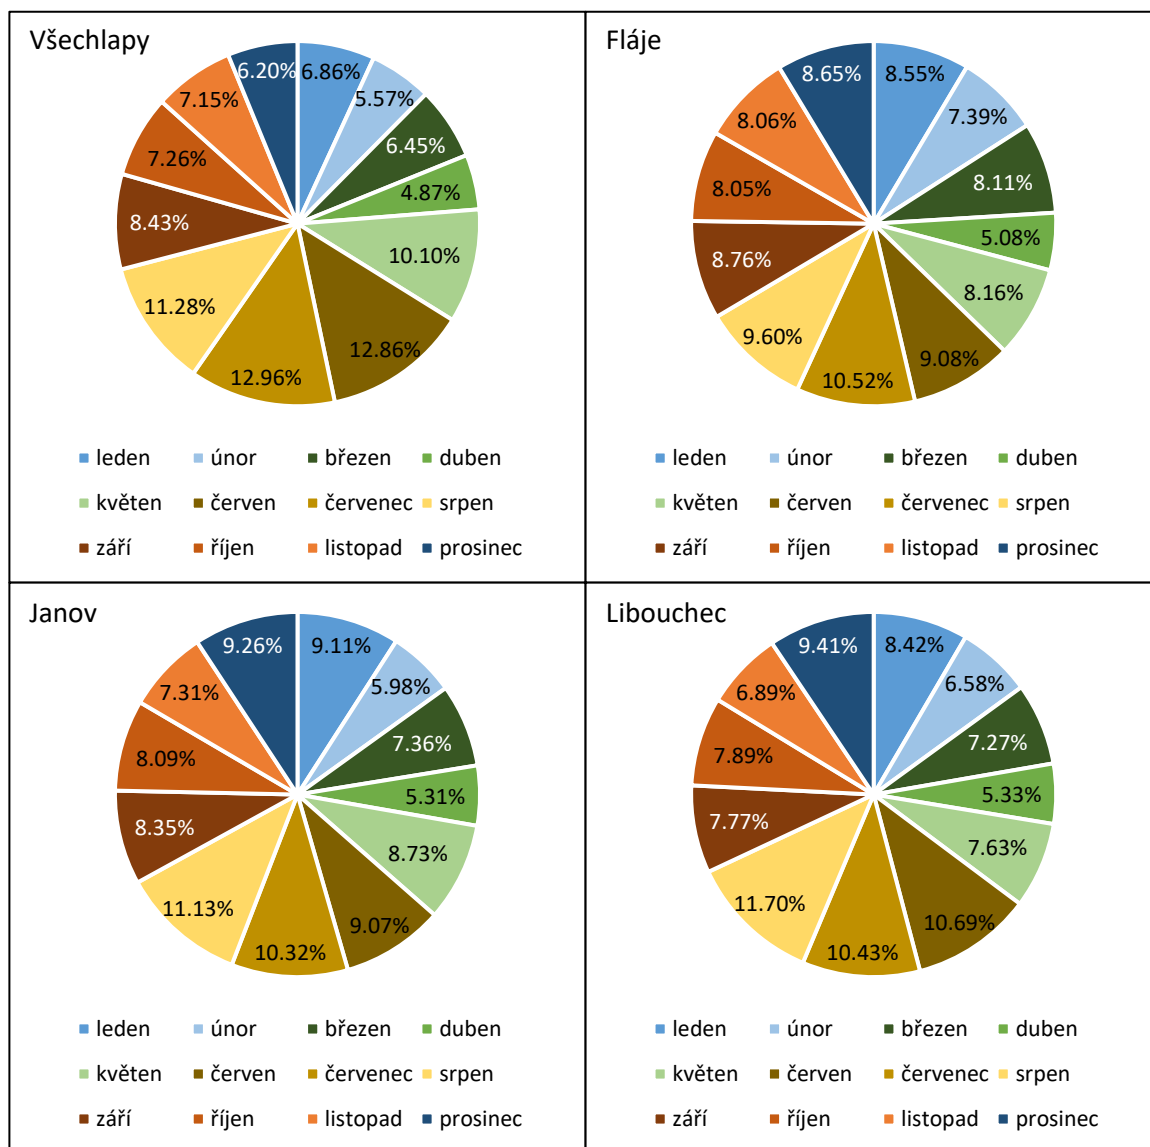 Všechlapy
6.20% 6.86%
5.57%
7.15%
6.45%
7.26%
4.87%
8.43%
10.10%
11.28%
12.86%
12.96%
leden únor březen duben
květen červen červenec srpen
září říjen listopad prosinec
Fláje
8.65% 8.55%
7.39%
8.06%
8.11%
8.05%
5.08%
8.76%
8.16%
9.60%
9.08%
10.52%
leden únor březen duben
květen červen červenec srpen
září říjen listopad prosinec
Janov
9.26% 9.11%
5.98%
7.31%
7.36%
8.09%
5.31%
8.35%
8.73%
11.13%
9.07%
10.32%
leden únor březen duben
květen červen červenec srpen
září říjen listopad prosinec
Libouchec
9.41% 8.42%
6.58%
6.89%
7.27%
7.89%
5.33%
7.77%
7.63%
11.70%
10.69%
10.43%
leden únor březen duben
květen červen červenec srpen
září říjen listopad prosinec